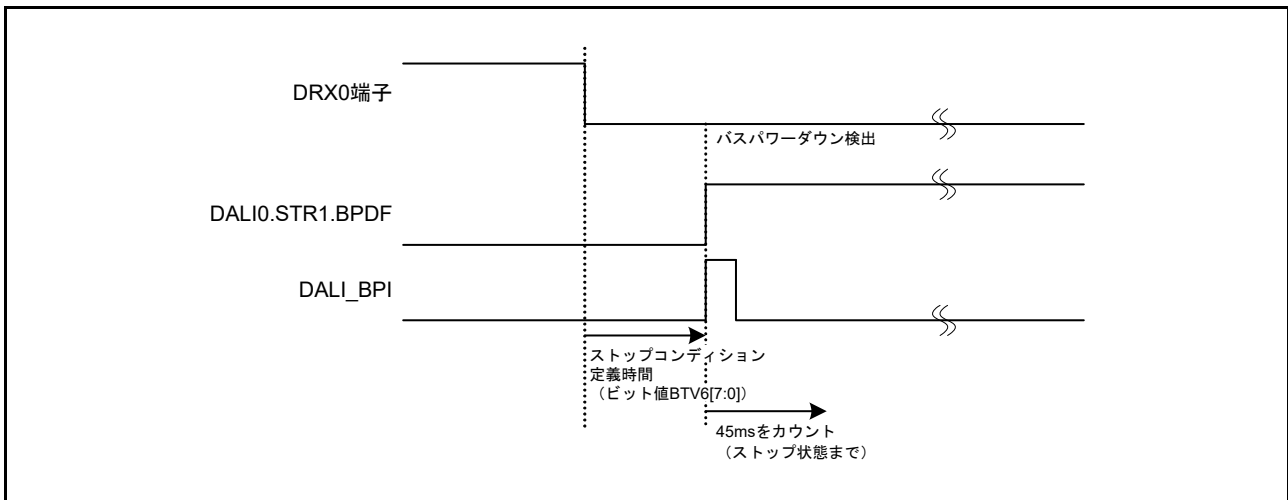 DRX0端子
バスパワーダウン検出
DALI0.STR1.BPDF
DALI_BPI
ストップコンディション
定義時間
（ビット値BTV6[7:0]）
45msをカウント
（ストップ状態まで）